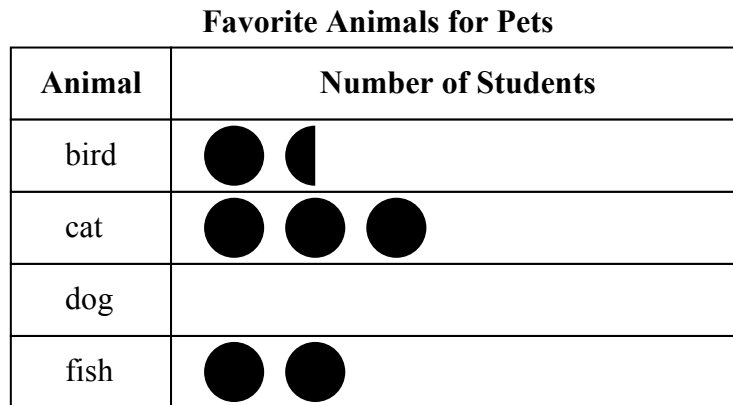 Favorite Animals for Pets
Animal Number of Students
bird
cat
dog
fish